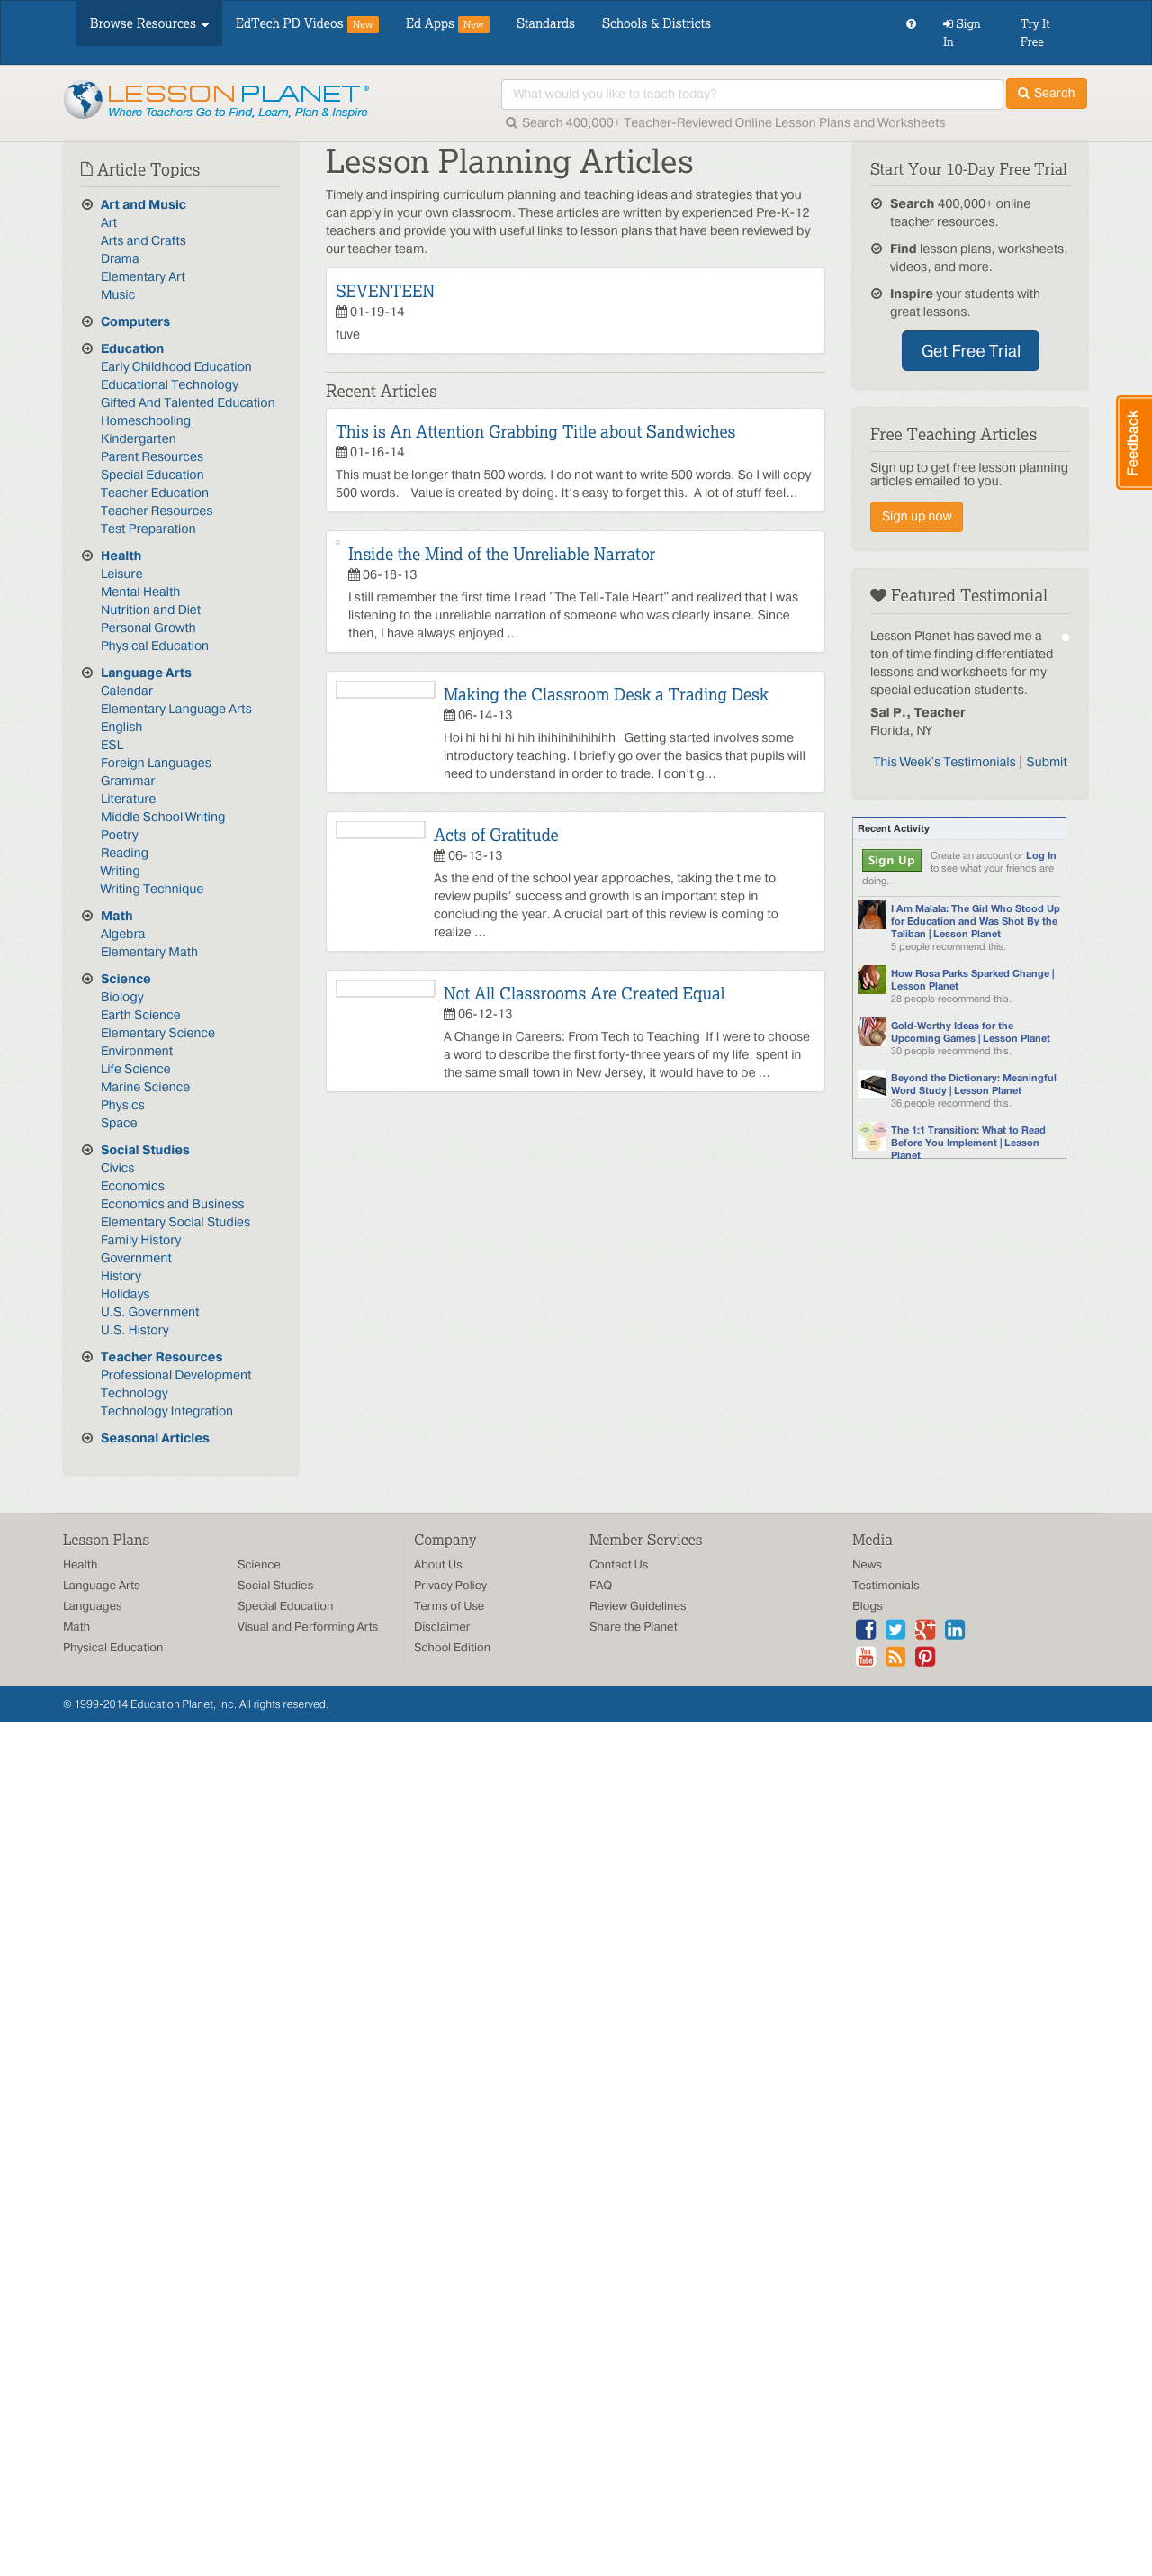 Browse Resources
EdTech PD Videos New
Ed Apps New
Standards
Schools & Districts
Sign
In
Try It
Free
LESSON PLANET®
Where Teachers Go to Find, Learn, Plan & Inspire
What would you like to teach today?
Search
Search 400,000+ Teacher-Reviewed Online Lesson Plans and Worksheets
Article Topics
Art and Music
Art
Arts and Crafts
Drama
Elementary Art
Music
Computers
Education
Early Childhood Education
Educational Technology
Gifted And Talented Education
Homeschooling
Kindergarten
Parent Resources
Special Education
Teacher Education
Teacher Resources
Test Preparation
Health
Leisure
Mental Health
Nutrition and Diet
Personal Growth
Physical Education
Language Arts
Calendar
Elementary Language Arts
English
ESL
Foreign Languages
Grammar
Literature
Middle School Writing
Poetry
Reading
Writing
Writing Technique
Math
Algebra
Elementary Math
Science
Biology
Earth Science
Elementary Science
Environment
Life Science
Marine Science
Physics
Space
Social Studies
Civics
Economics
Economics and Business
Elementary Social Studies
Family History
Government
History
Holidays
U.S. Government
U.S. History
Teacher Resources
Professional Development
Technology
Technology Integration
Seasonal Articles
Lesson Planning Articles
Timely and inspiring curriculum planning and teaching ideas and strategies that you
can apply in your own classroom. These articles are written by experienced Pre-K-12
teachers and provide you with useful links to lesson plans that have been reviewed by
our teacher team.
SEVENTEEN
01-19-14
fuve
Recent Articles
This is An Attention Grabbing Title about Sandwiches
01-16-14
This must be longer thatn 500 words. I do not want to write 500 words. So I will copy
500 words. Value is created by doing. It's easy to forget this. A lot of stuff feel...
Inside the Mind of the Unreliable Narrator
06-18-13
I still remember the first time I read "The Tell-Tale Heart" and realized that I was
listening to the unreliable narration of someone who was clearly insane. Since
then, I have always enjoyed ...
Making the Classroom Desk a Trading Desk
06-14-13
Hoi hi hi hi hi hih ihihihihihihihh Getting started involves some
introductory teaching. I briefly go over the basics that pupils will
need to understand in order to trade. I don't g...
Acts of Gratitude
06-13-13
As the end of the school year approaches, taking the time to
review pupils' success and growth is an important step in
concluding the year. A crucial part of this review is coming to
realize ...
Not All Classrooms Are Created Equal
06-12-13
A Change in Careers: From Tech to Teaching If I were to choose
a word to describe the first forty-three years of my life, spent in
the same small town in New Jersey, it would have to be ...
Start Your 10-Day Free Trial
Search 400,000+ online
teacher resources.
Find lesson plans, worksheets,
videos, and more.
Inspire your students with
great lessons.
Get Free Trial
Feedback
Free Teaching Articles
Sign up to get free lesson planning
articles emailed to you.
Sign up now
Featured Testimonial
Lesson Planet has saved me a
ton of time finding differentiated
lessons and worksheets for my
special education students.
Sal P., Teacher
Florida, NY
This Week's Testimonials | Submit
Recent Activity
Sign Up
Create an account or Log In
to see what your friends are
doing.
I Am Malala: The Girl Who Stood Up
for Education and Was Shot By the
Taliban | Lesson Planet
5 people recommend this.
How Rosa Parks Sparked Change |
Lesson Planet
28 people recommend this.
Gold-Worthy Ideas for the
Upcoming Games | Lesson Planet
30 people recommend this.
Beyond the Dictionary: Meaningful
Word Study | Lesson Planet
36 people recommend this.
The 1:1 Transition: What to Read
Before You Implement | Lesson
Planet
Lesson Plans
Health
Language Arts
Languages
Math
Physical Education
Science
Social Studies
Special Education
Visual and Performing Arts
Company
About Us
Privacy Policy
Terms of Use
Disclaimer
School Edition
Member Services
Contact Us
FAQ
Review Guidelines
Share the Planet
Media
News
Testimonials
Blogs
You
Tube
© 1999-2014 Education Planet, Inc. All rights reserved.